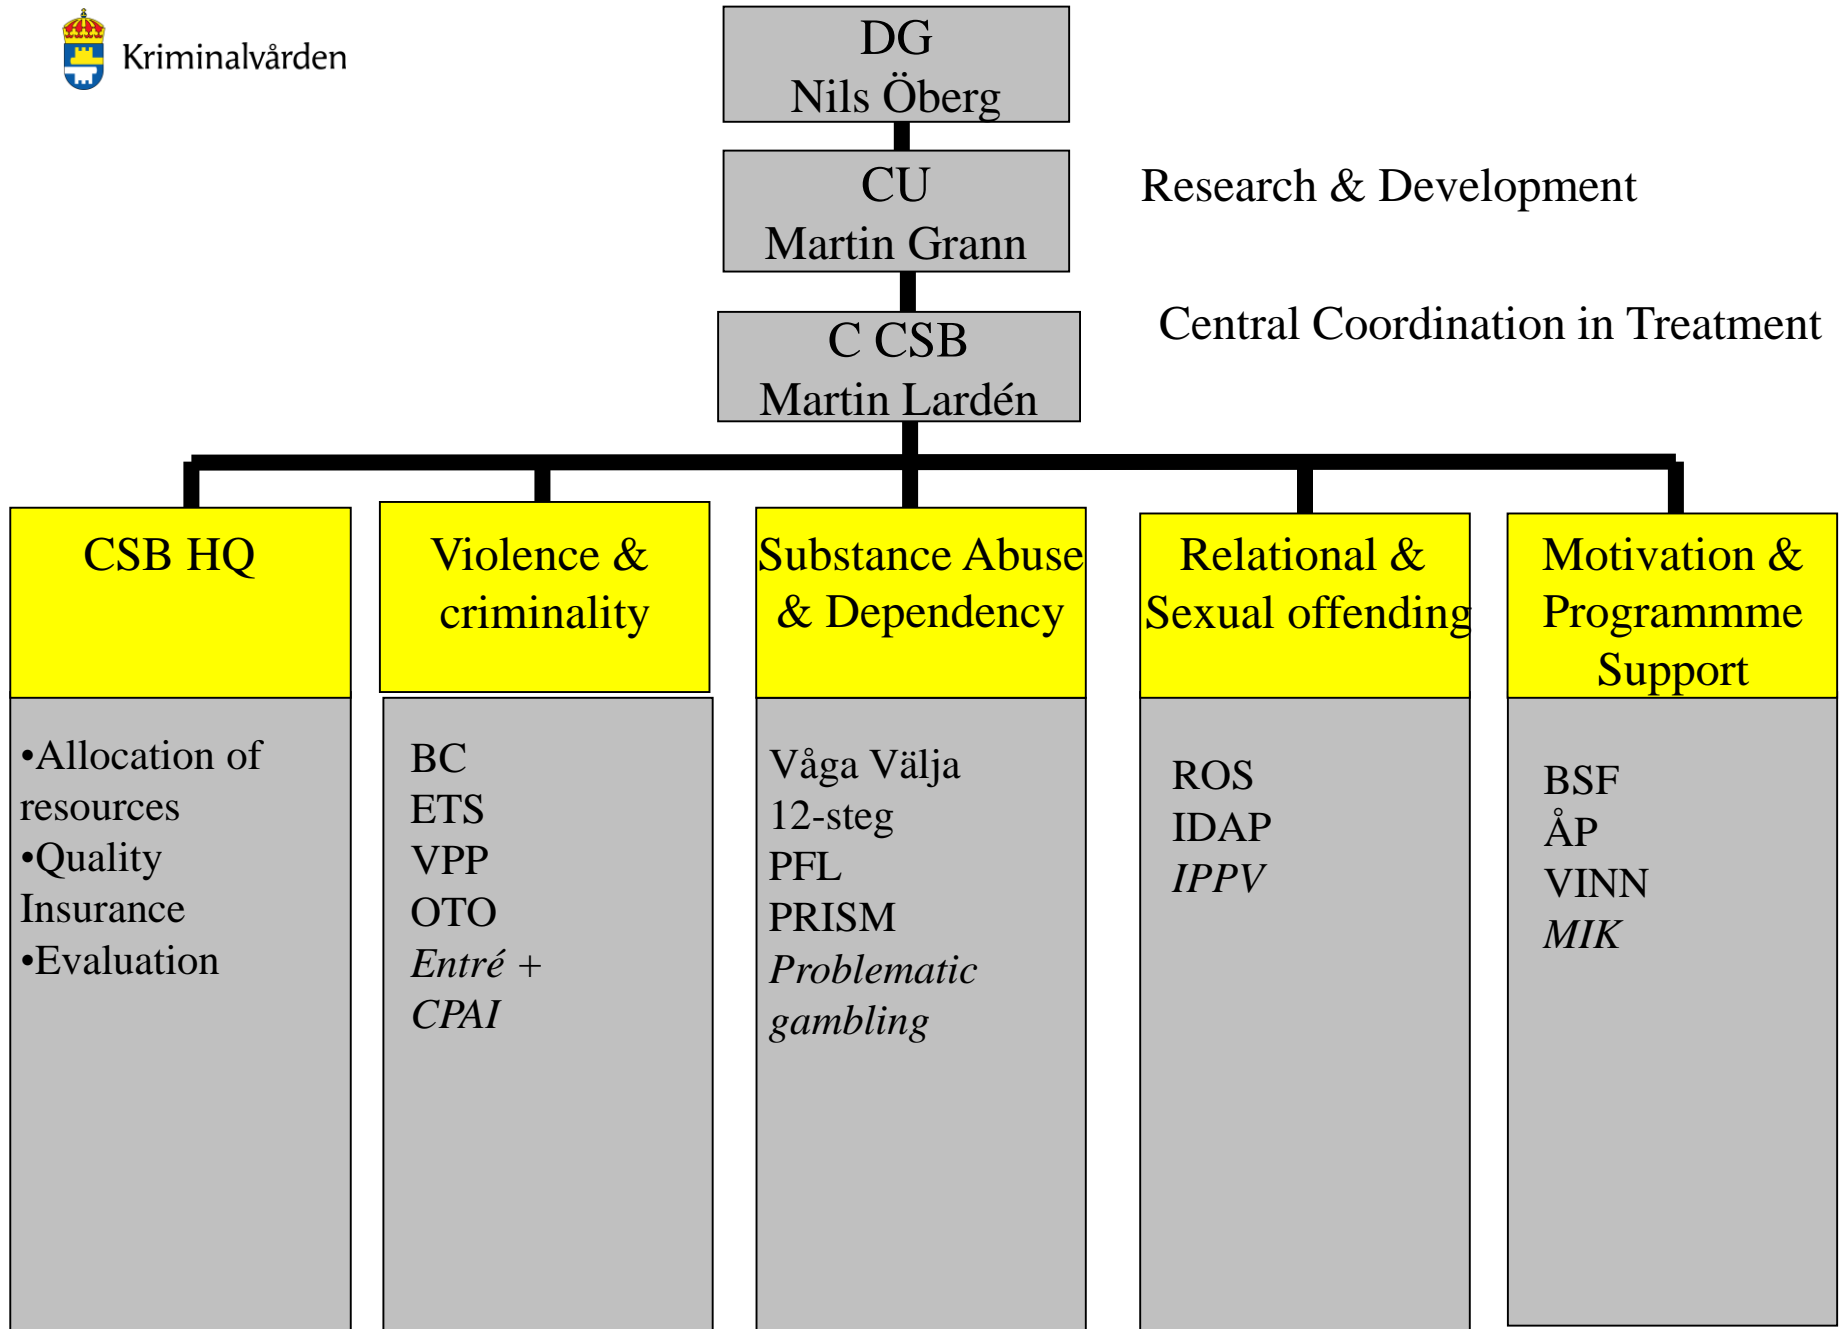 Kriminalvården
DG
Nils Öberg
CU
Martin Grann
Research & Development
C CSB
Martin Lardén
Central Coordination in Treatment
CSB HQ
•Allocation of
resources
•Quality
Insurance
•Evaluation
Violence &
criminality
BC
ETS
VPP
OTO
Entré +
CPAI
Substance Abuse
& Dependency
Våga Välja
12-steg
PFL
PRISM
Problematic
gambling
Relational &
Sexual offending
ROS
IDAP
IPPV
Motivation &
Programmme
Support
BSF
ÅP
VINN
MIK